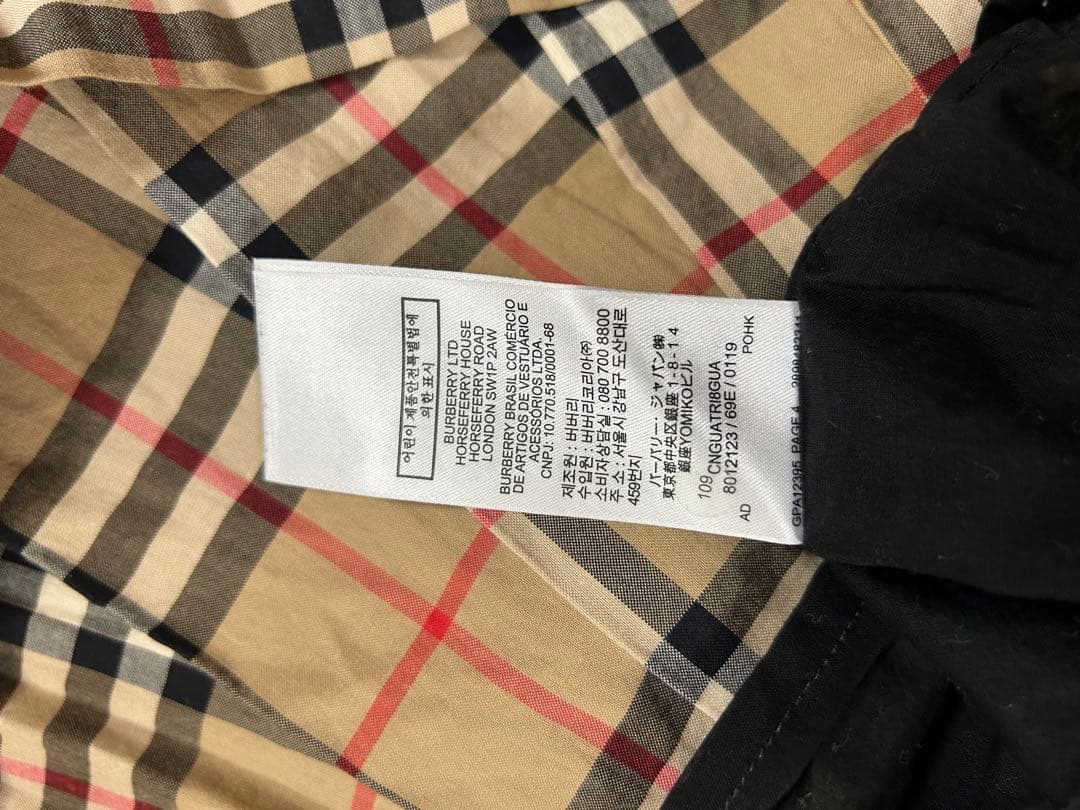 어린이제품안전특별법에
의한 표시
BURBERRY LTD
HORSEFERRY HOUSE
HORSEFERRY ROAD
LONDON SW1P 2AW
BURBERRY BRASIL COMÉRCIO
DE ARTIGOS DE VESTUÁRIO E
ACESSÓRIOS LTDA.
CNPJ: 10.770.518/0001-68
제조원 : 버버리
수입원 : 버버리코리아㈜
소비자상담실 : 080 700 8800
주 소 : 서울시 강남구 도산대로
459번지
バーバリー・ジャパン㈱
東京都中央区銀座1-8-14
銀座YOMIKOビル
109 CNGUATRI8GUA
8012123 / 69E / 0119
AD POHK
GPA12395 PAGE 4